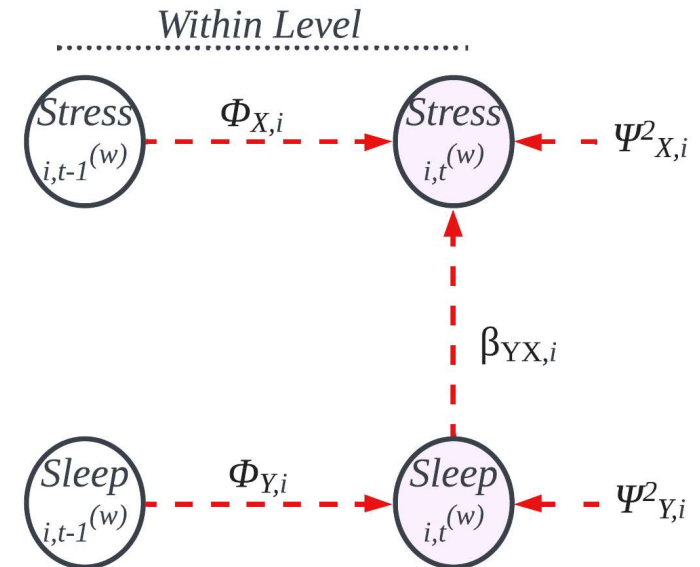 Within Level
Stress
i,t-1(w)
ΦX,i
Stress
i,t(w)
Ψ²X,i
βYX,i
Sleep
i,t-1(w)
ΦY,i
Sleep
i,t(w)
Ψ²Y,i